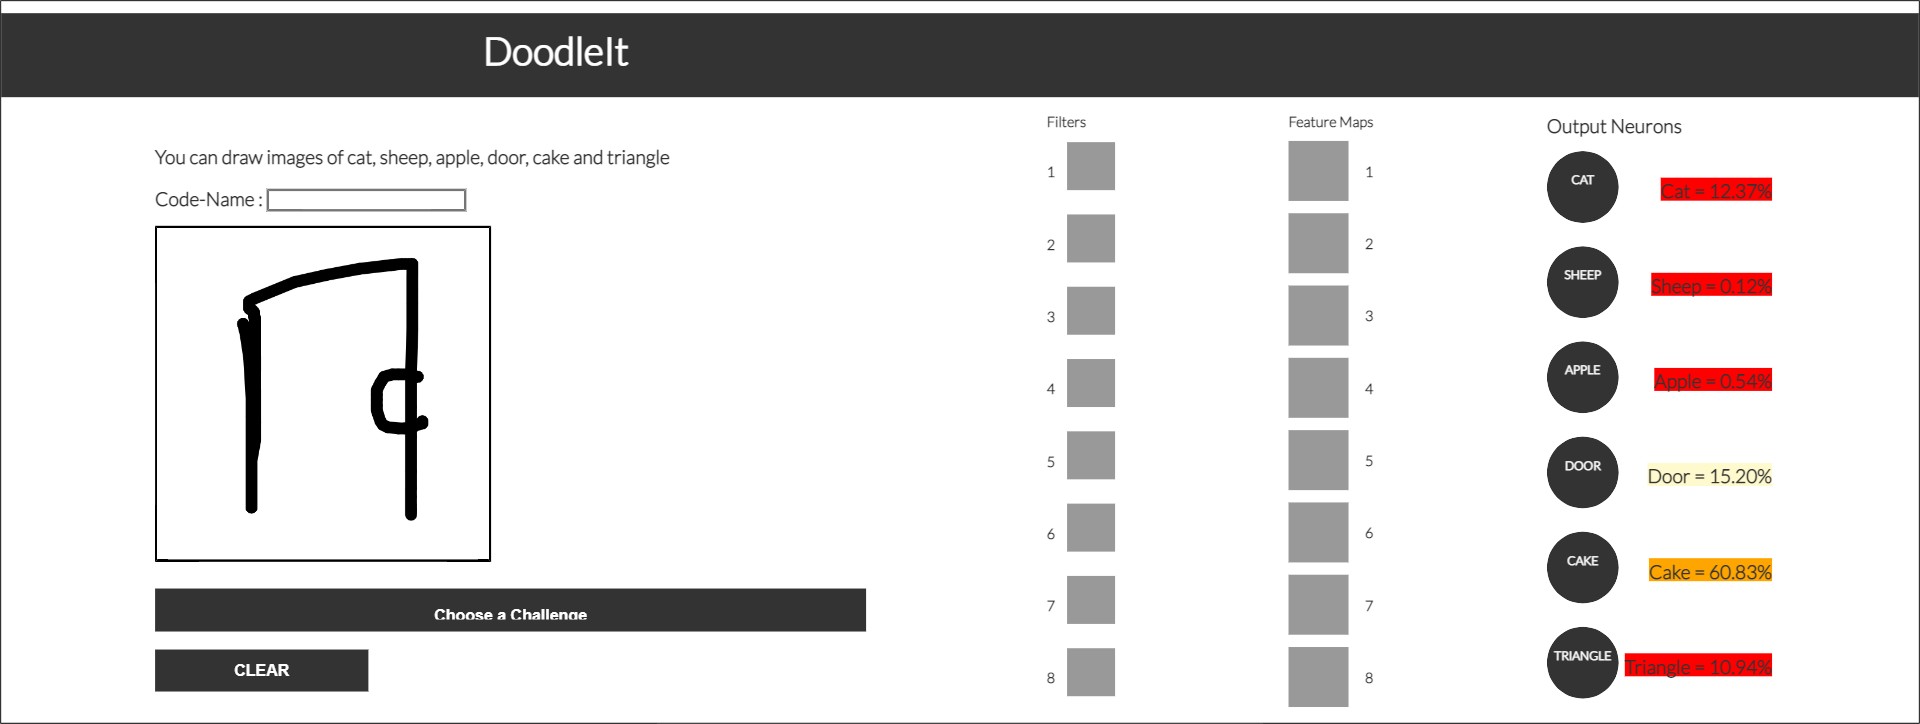 DoodleIt
You can draw images of cat, sheep, apple, door, cake and triangle
Code-Name :
Choose a Challenge
CLEAR
Filters
1
2
3
4
5
6
7
8
Feature Maps
1
2
3
4
5
6
7
8
Output Neurons
CAT
Cat = 12.37%
SHEEP
Sheep = 0.12%
APPLE
Apple = 0.54%
DOOR
Door = 15.20%
CAKE
Cake = 60.83%
TRIANGLE
Triangle = 10.94%